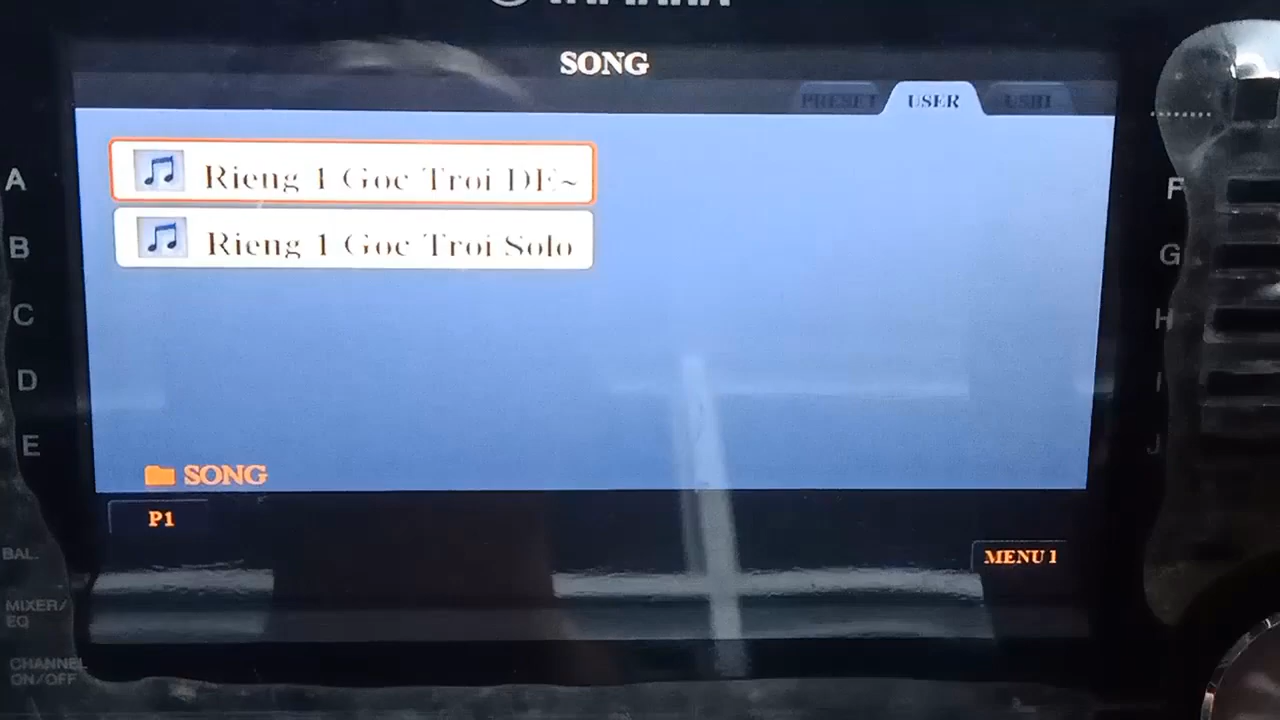 YAMAHA
SONG
PRESET
USER
USB1
A
Rieng 1 Goc Troi DE~
F
B
Rieng 1 Goc Troi Solo
G
C
H
D
I
E
J
SONG
P1
BAL.
MENU 1
MIXER/
EQ
CHANNEL
ON/OFF